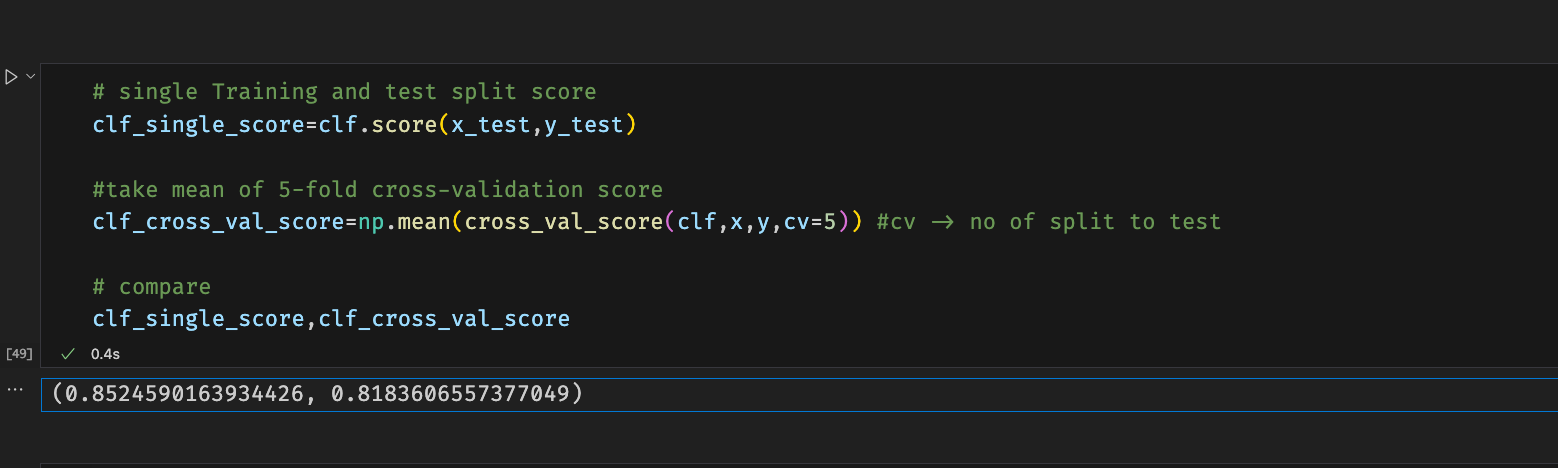 # single Training and test split score
clf_single_score=clf.score(x_test,y_test)
#take mean of 5-fold cross-validation score
clf_cross_val_score=np.mean(cross_val_score(clf,x,y,cv=5)) #cv -> no of split to test
# compare
clf_single_score,clf_cross_val_score
[49] ✓ 0.4s
... (0.8524590163934426, 0.8183606557377049)